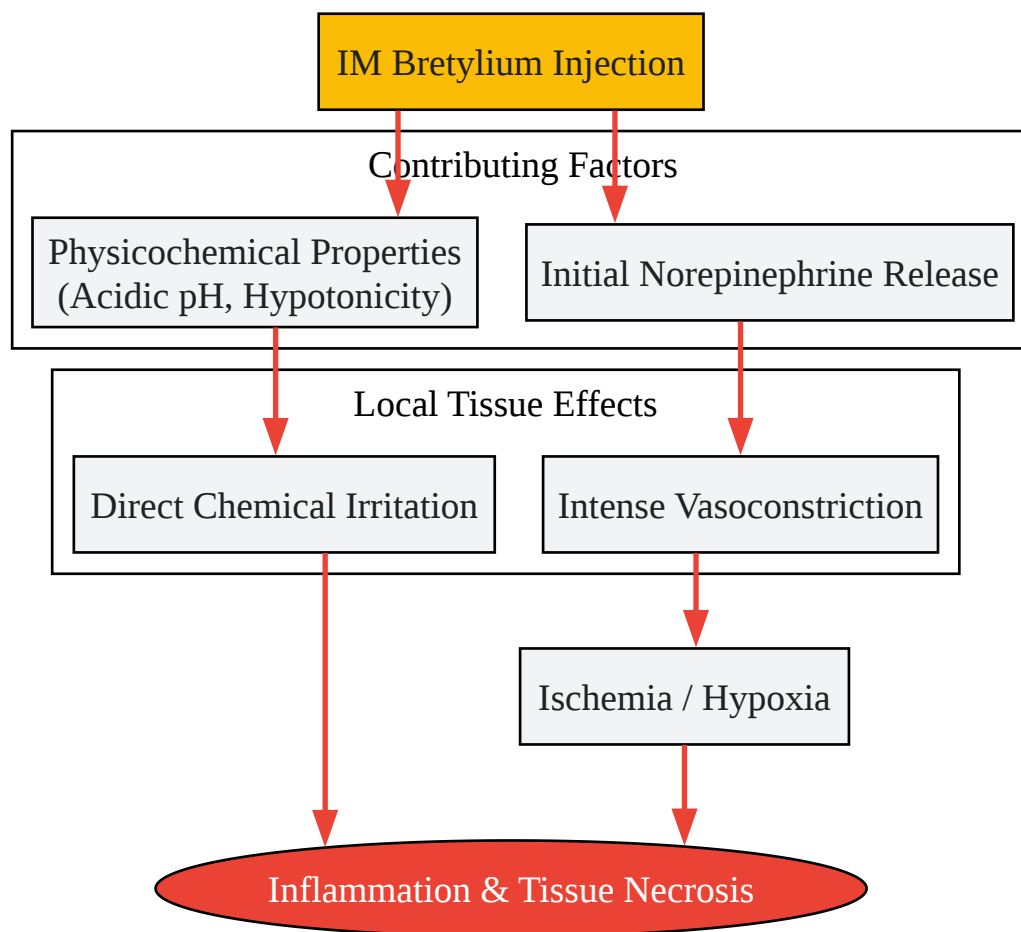 IM Bretylium Injection
Contributing Factors
Physicochemical Properties
(Acidic pH, Hypotonicity)
Initial Norepinephrine Release
Local Tissue Effects
Direct Chemical Irritation
Intense Vasoconstriction
Ischemia / Hypoxia
Inflammation & Tissue Necrosis